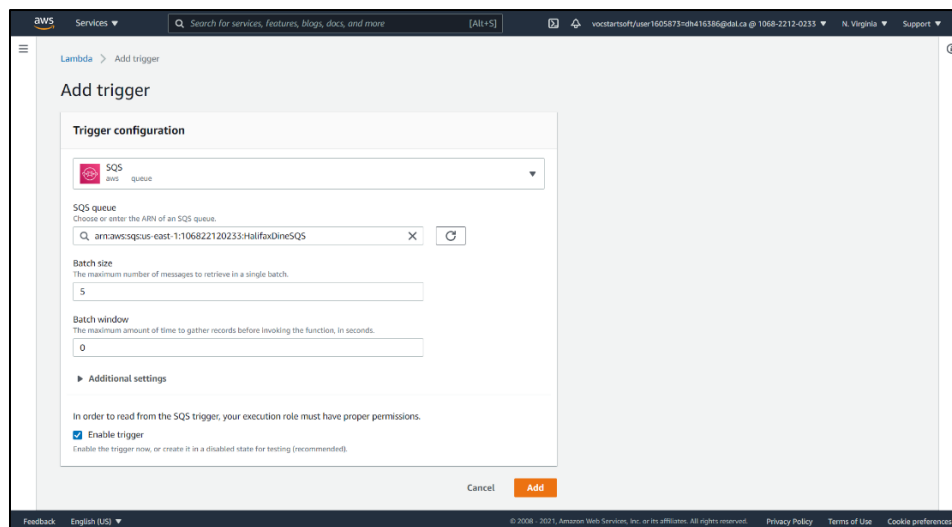 aws Services ▼ Search for services, features, blogs, docs, and more [Alt+S] vocstartsoft/user1605873=dh416386@dal.ca @ 1068-2212-0233 ▼ N. Virginia ▼ Support ▼
Lambda > Add trigger
Add trigger
Trigger configuration
SQS
aws queue
SQS queue
Choose or enter the ARN of an SQS queue.
arn:aws:sqs:us-east-1:106822120233:HalifaxDineSQS
Batch size
The maximum number of messages to retrieve in a single batch.
5
Batch window
The maximum amount of time to gather records before invoking the function, in seconds.
0
Additional settings
In order to read from the SQS trigger, your execution role must have proper permissions.
Enable trigger
Enable the trigger now, or create it in a disabled state for testing (recommended).
Cancel Add
Feedback English (US) ▼ © 2008 - 2021, Amazon Web Services, Inc. or its affiliates. All rights reserved. Privacy Policy Terms of Use Cookie preferences